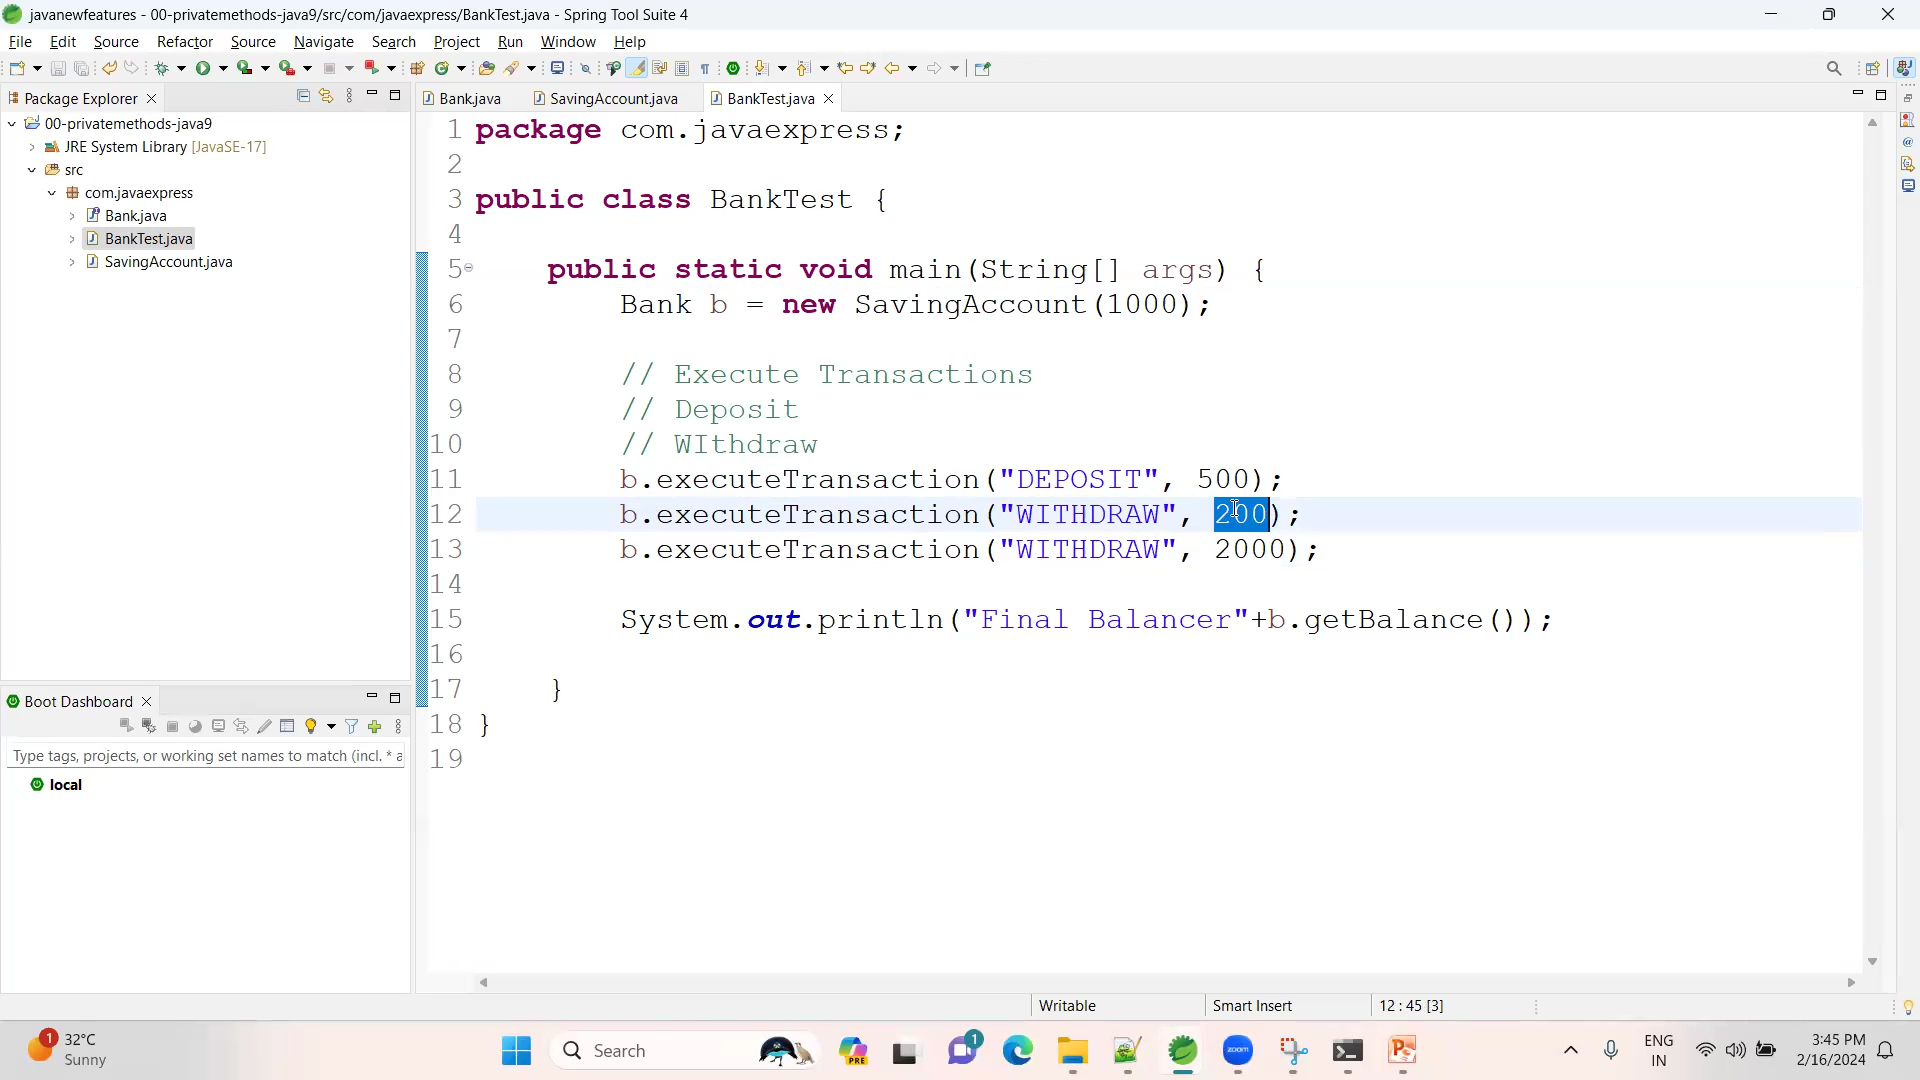 javanewfeatures - 00-privatemethods-java9/src/com/javaexpress/BankTest.java - Spring Tool Suite 4
File Edit Source Refactor Source Navigate Search Project Run Window Help
Package Explorer
00-privatemethods-java9
JRE System Library [JavaSE-17]
src
com.javaexpress
Bank.java
BankTest.java
SavingAccount.java
Boot Dashboard
Type tags, projects, or working set names to match (incl. * a
local
Bank.java SavingAccount.java BankTest.java
1 package com.javaexpress;
2
3 public class BankTest {
4
5 public static void main(String[] args) {
6 Bank b = new SavingAccount(1000);
7
8 // Execute Transactions
9 // Deposit
10 // WIthdraw
11 b.executeTransaction("DEPOSIT", 500);
12 b.executeTransaction("WITHDRAW", 200);
13 b.executeTransaction("WITHDRAW", 2000);
14
15 System.out.println("Final Balancer"+b.getBalance());
16
17 }
18 }
19
Writable Smart Insert 12 : 45 [3]
1 32°C
Sunny
Search
PRE
1
zoom
ENG
IN
3:45 PM
2/16/2024